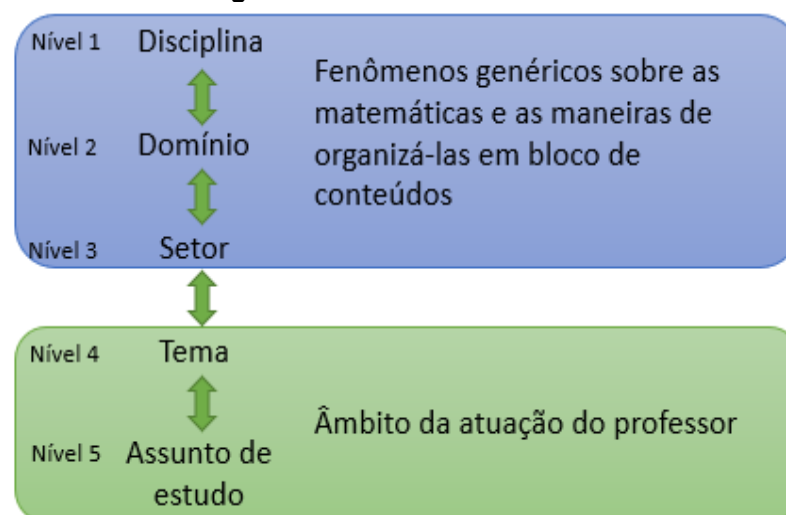 Nível 1 Disciplina
Fenômenos genéricos sobre as
matemáticas e as maneiras de
organizá-las em bloco de
conteúdos
Nível 2 Domínio
Nível 3 Setor
Nível 4 Tema
Âmbito da atuação do professor
Nível 5 Assunto de
estudo